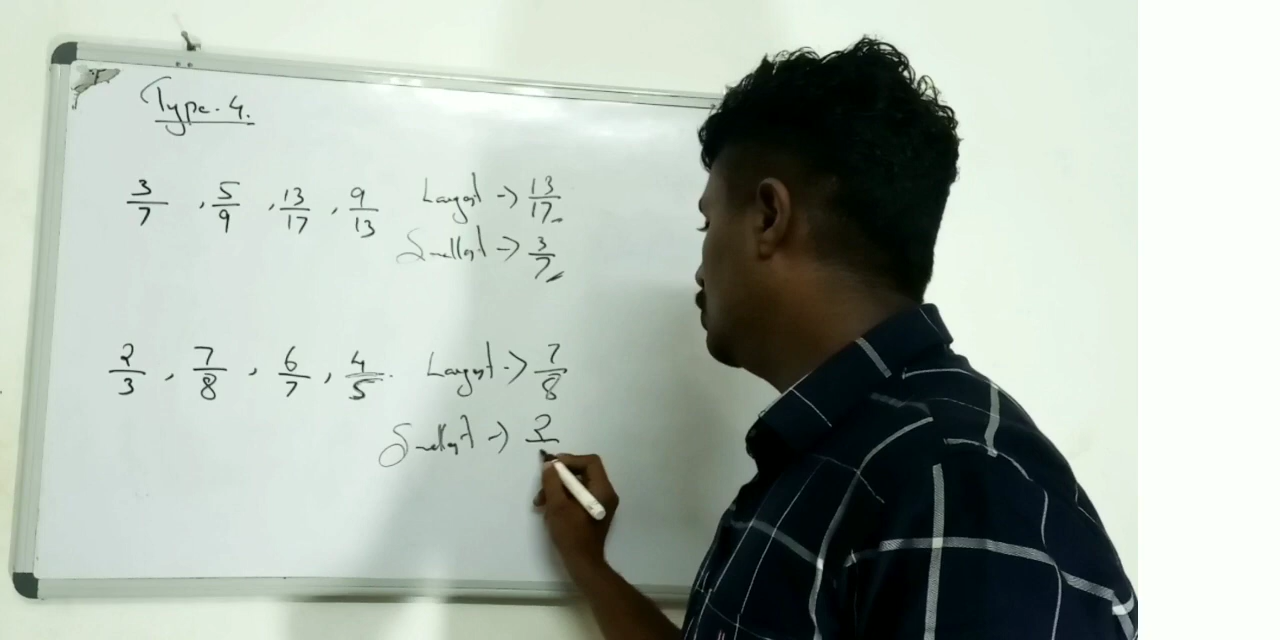 Type-4.
3/7, 5/9, 13/17, 9/13 Largest -> 13/17
Smallest -> 3/7
2/3, 7/8, 6/7, 4/5. Largest -> 7/8
Smallest -> 2/